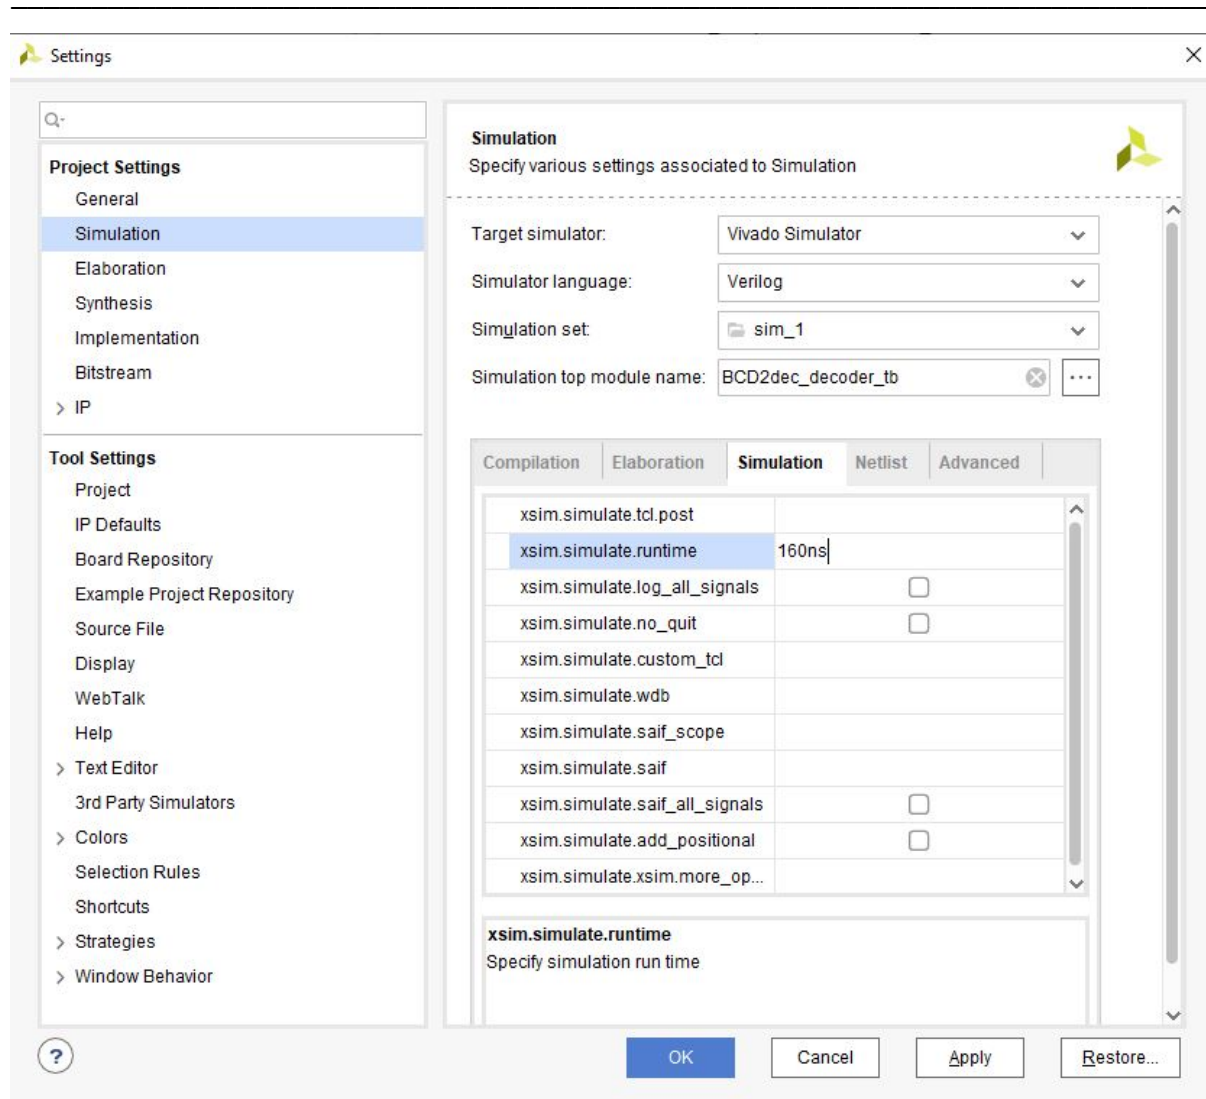 Settings
Project Settings
General
Simulation
Elaboration
Synthesis
Implementation
Bitstream
IP
Tool Settings
Project
IP Defaults
Board Repository
Example Project Repository
Source File
Display
WebTalk
Help
Text Editor
3rd Party Simulators
Colors
Selection Rules
Shortcuts
Strategies
Window Behavior
Simulation
Specify various settings associated to Simulation
Target simulator: Vivado Simulator
Simulator language: Verilog
Simulation set: sim_1
Simulation top module name: BCD2dec_decoder_tb ...
Compilation Elaboration Simulation Netlist Advanced
xsim.simulate.tcl.post
xsim.simulate.runtime 160ns
xsim.simulate.log_all_signals
xsim.simulate.no_quit
xsim.simulate.custom_tcl
xsim.simulate.wdb
xsim.simulate.saif_scope
xsim.simulate.saif
xsim.simulate.saif_all_signals
xsim.simulate.add_positional
xsim.simulate.xsim.more_op...
xsim.simulate.runtime
Specify simulation run time
? OK Cancel Apply Restore...